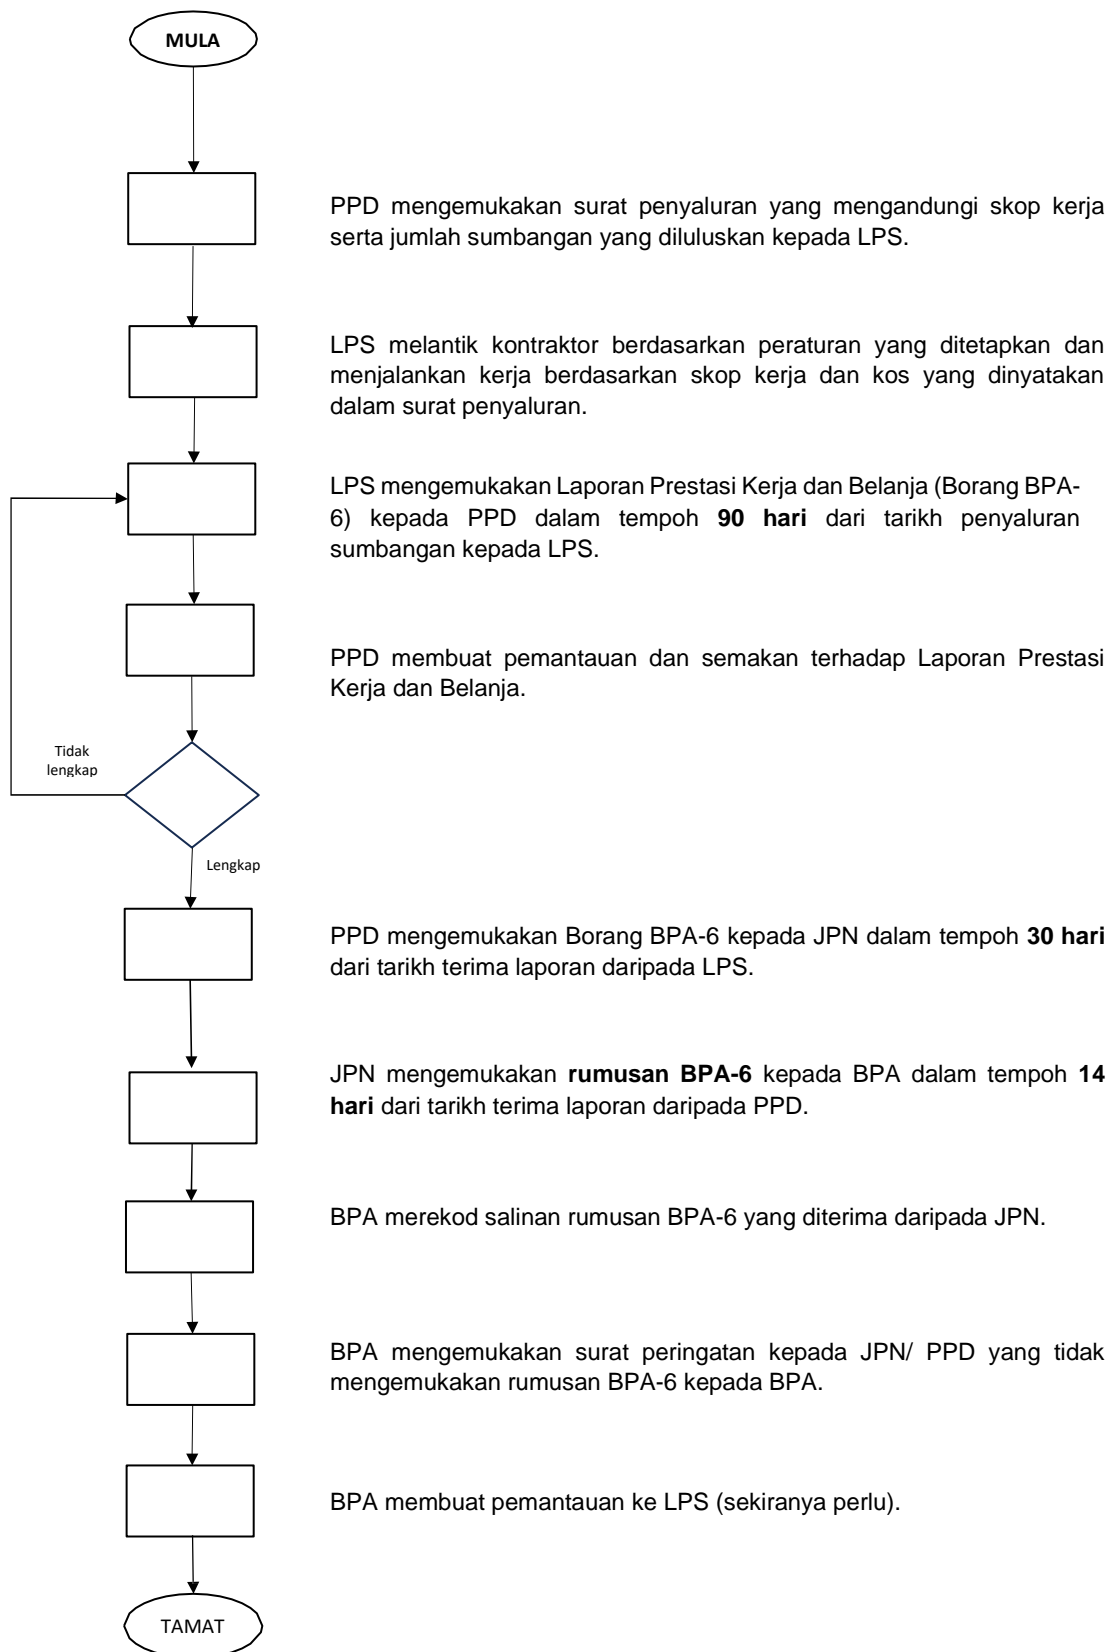 MULA
PPD mengemukakan surat penyaluran yang mengandungi skop kerja
serta jumlah sumbangan yang diluluskan kepada LPS.
LPS melantik kontraktor berdasarkan peraturan yang ditetapkan dan
menjalankan kerja berdasarkan skop kerja dan kos yang dinyatakan
dalam surat penyaluran.
LPS mengemukakan Laporan Prestasi Kerja dan Belanja (Borang BPA-
6) kepada PPD dalam tempoh 90 hari dari tarikh penyaluran
sumbangan kepada LPS.
PPD membuat pemantauan dan semakan terhadap Laporan Prestasi
Kerja dan Belanja.
Tidak
lengkap
Lengkap
PPD mengemukakan Borang BPA-6 kepada JPN dalam tempoh 30 hari
dari tarikh terima laporan daripada LPS.
JPN mengemukakan rumusan BPA-6 kepada BPA dalam tempoh 14
hari dari tarikh terima laporan daripada PPD.
BPA merekod salinan rumusan BPA-6 yang diterima daripada JPN.
BPA mengemukakan surat peringatan kepada JPN/ PPD yang tidak
mengemukakan rumusan BPA-6 kepada BPA.
BPA membuat pemantauan ke LPS (sekiranya perlu).
TAMAT